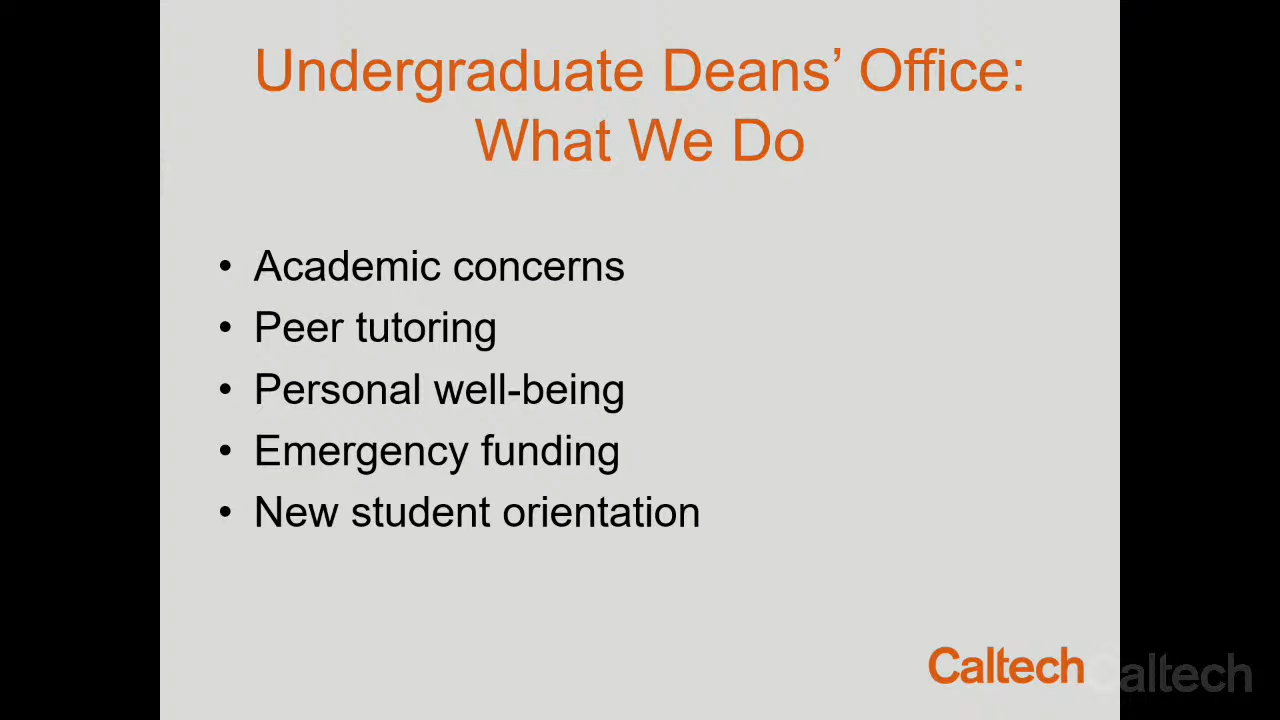 Undergraduate Deans’ Office:
What We Do
• Academic concerns
• Peer tutoring
• Personal well-being
• Emergency funding
• New student orientation
Caltech
Caltech